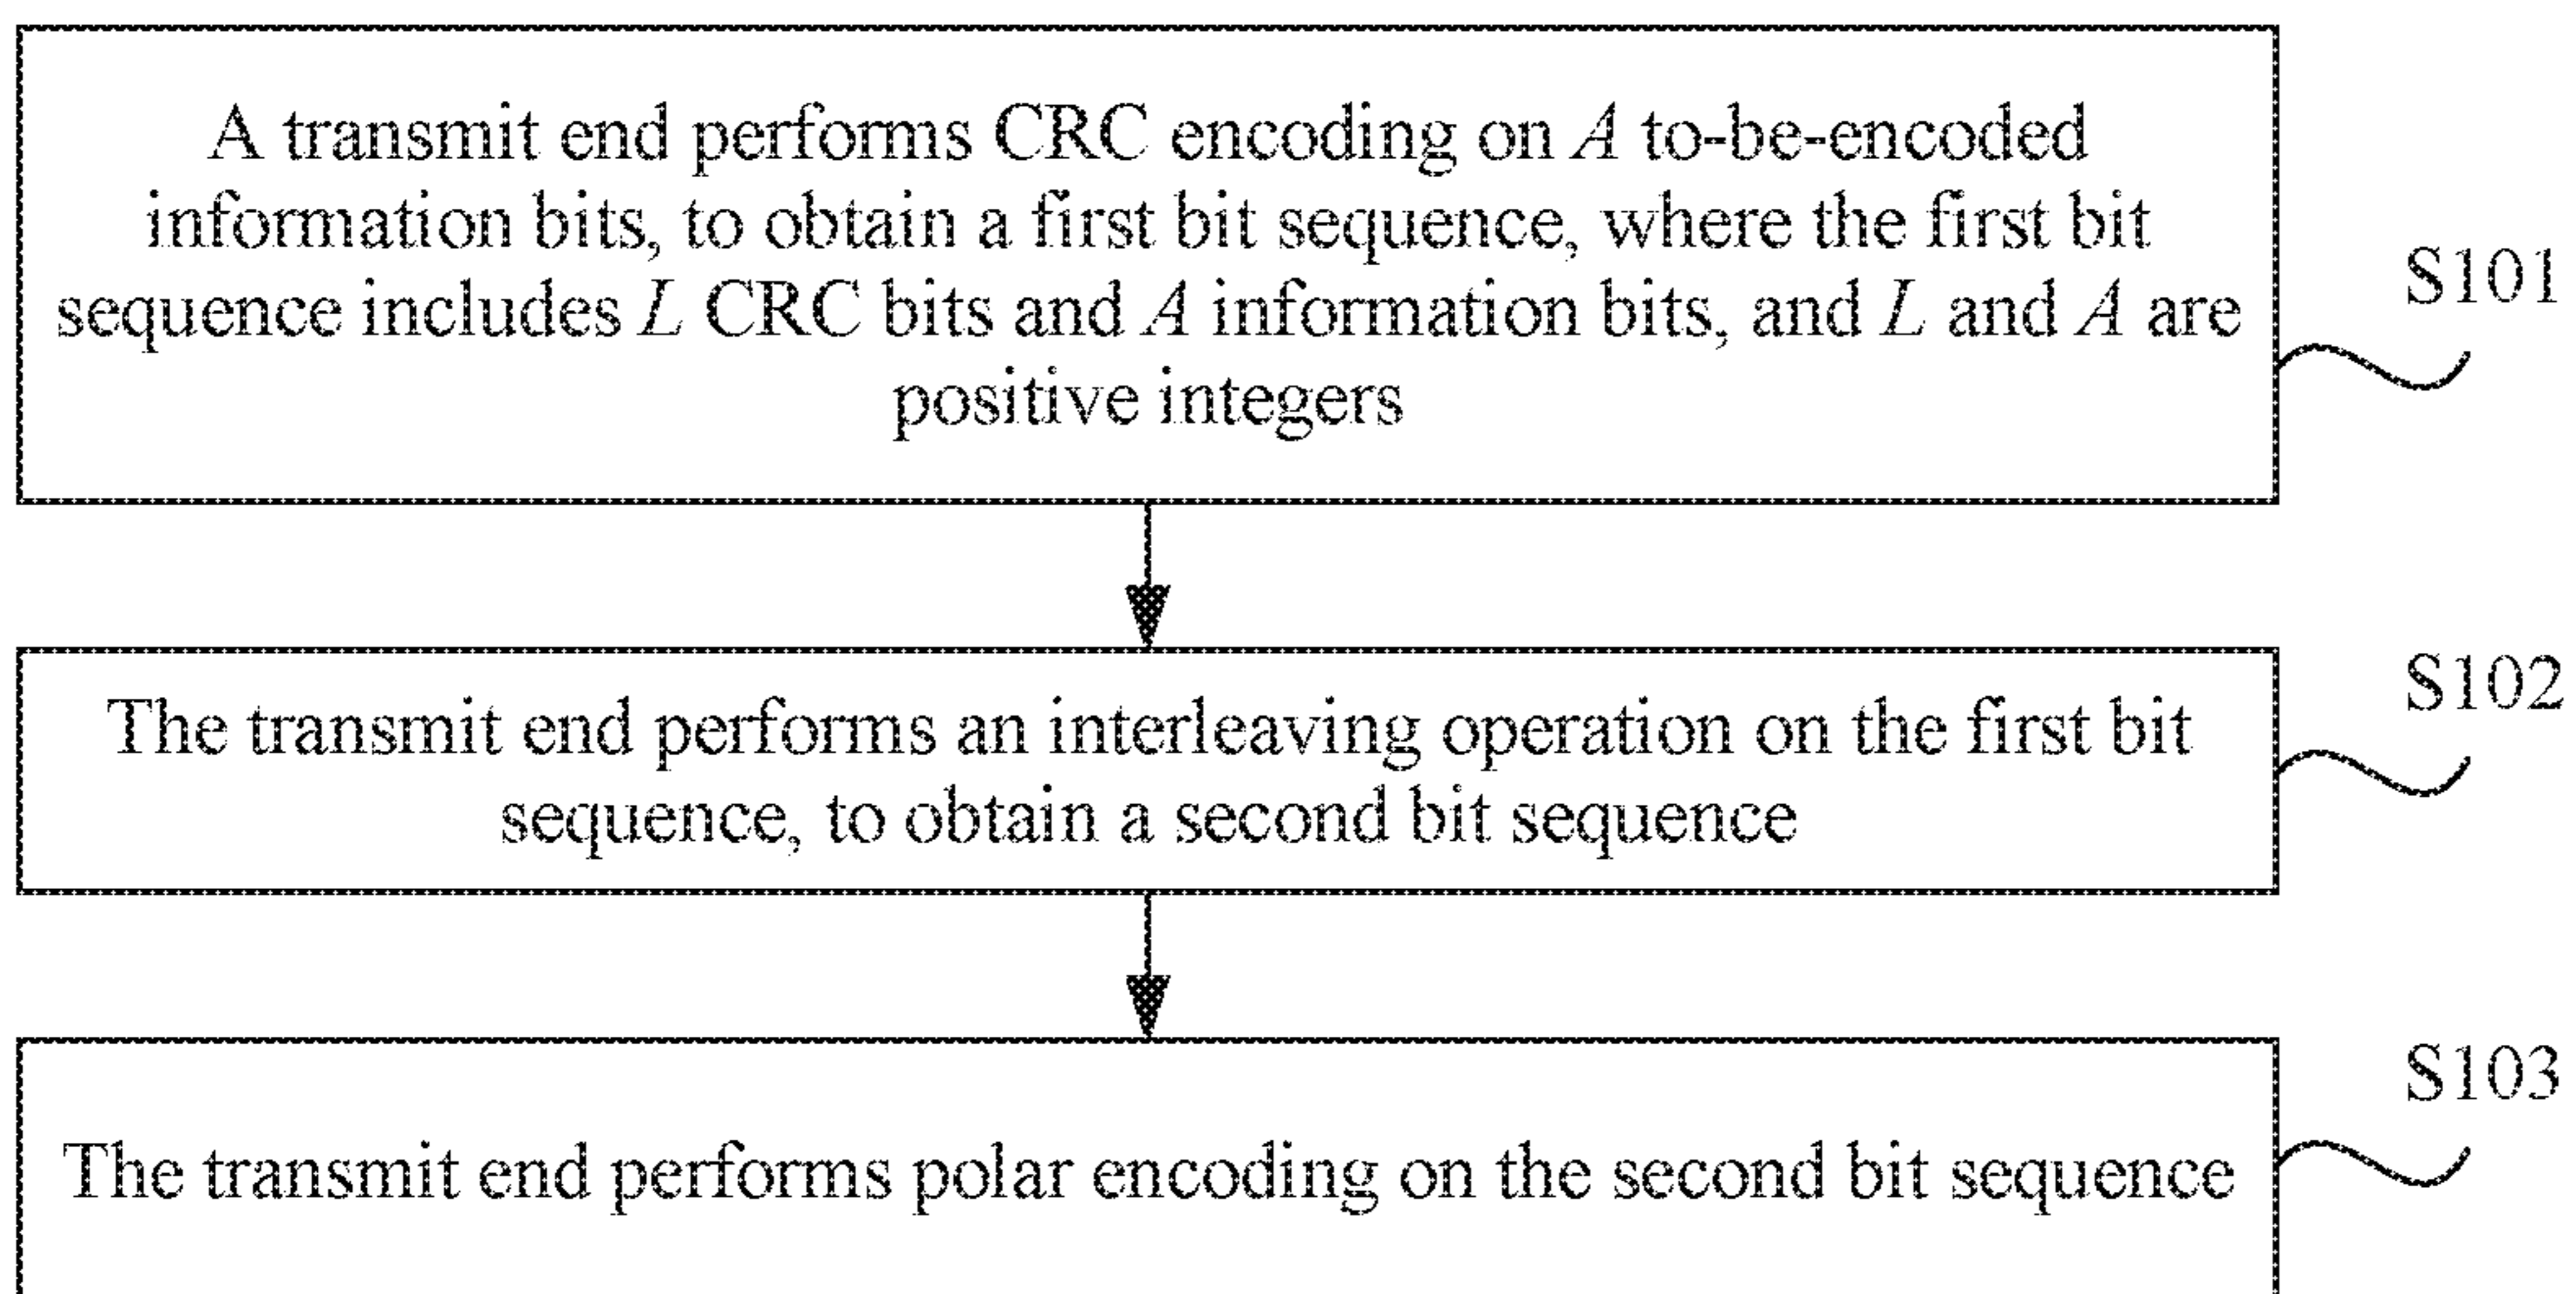 A transmit end performs CRC encoding on A to-be-encoded
information bits, to obtain a first bit sequence, where the first bit
sequence includes L CRC bits and A information bits, and L and A are
positive integers
S101
The transmit end performs an interleaving operation on the first bit
sequence, to obtain a second bit sequence
S102
The transmit end performs polar encoding on the second bit sequence
S103